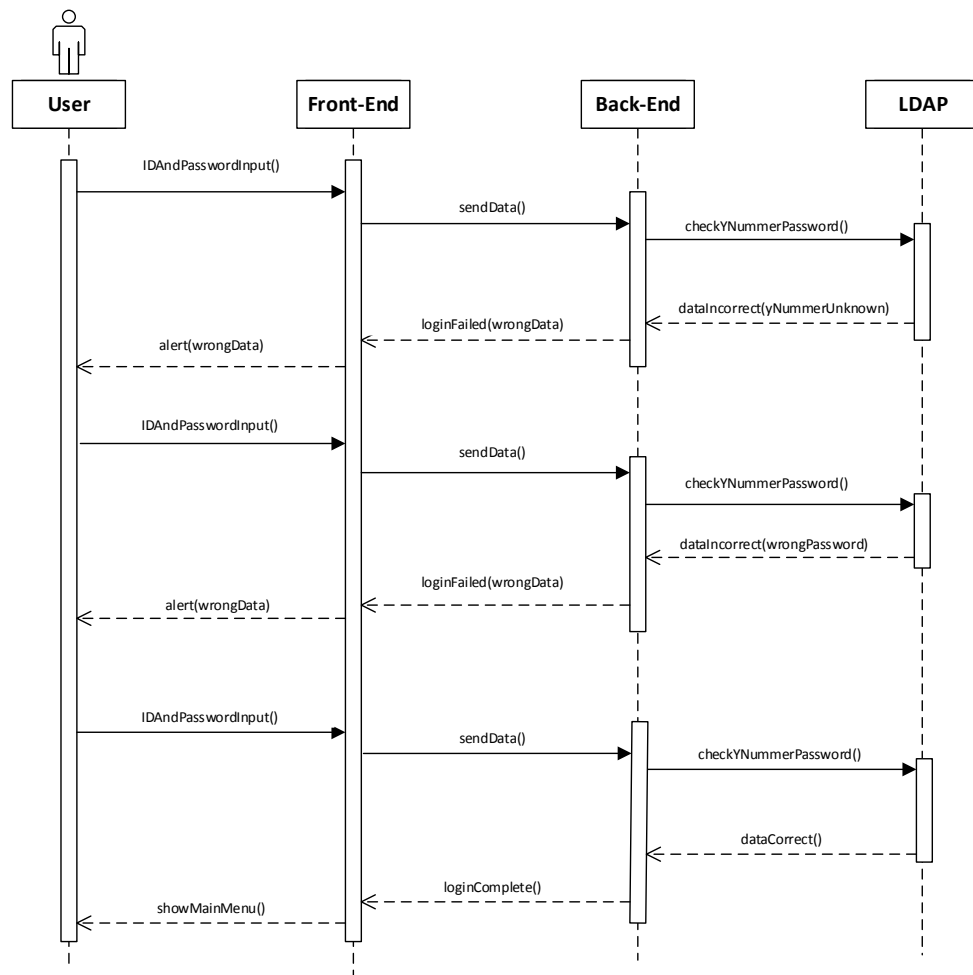 User
Front-End
Back-End
LDAP
IDAndPasswordInput()
sendData()
checkYNummerPassword()
dataIncorrect(yNummerUnknown)
loginFailed(wrongData)
alert(wrongData)
IDAndPasswordInput()
sendData()
checkYNummerPassword()
dataIncorrect(wrongPassword)
loginFailed(wrongData)
alert(wrongData)
IDAndPasswordInput()
sendData()
checkYNummerPassword()
dataCorrect()
loginComplete()
showMainMenu()